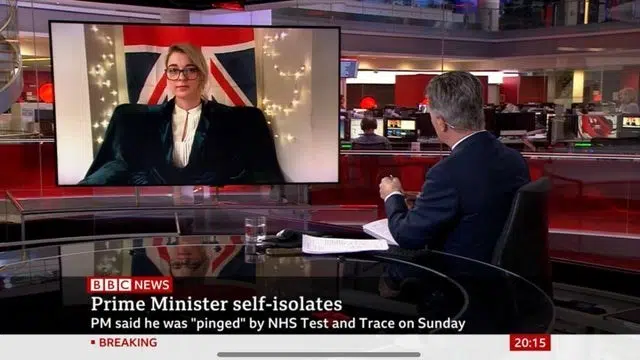 BBC NEWS
Prime Minister self-isolates
PM said he was "pinged" by NHS Test and Trace on Sunday
BREAKING
20:15